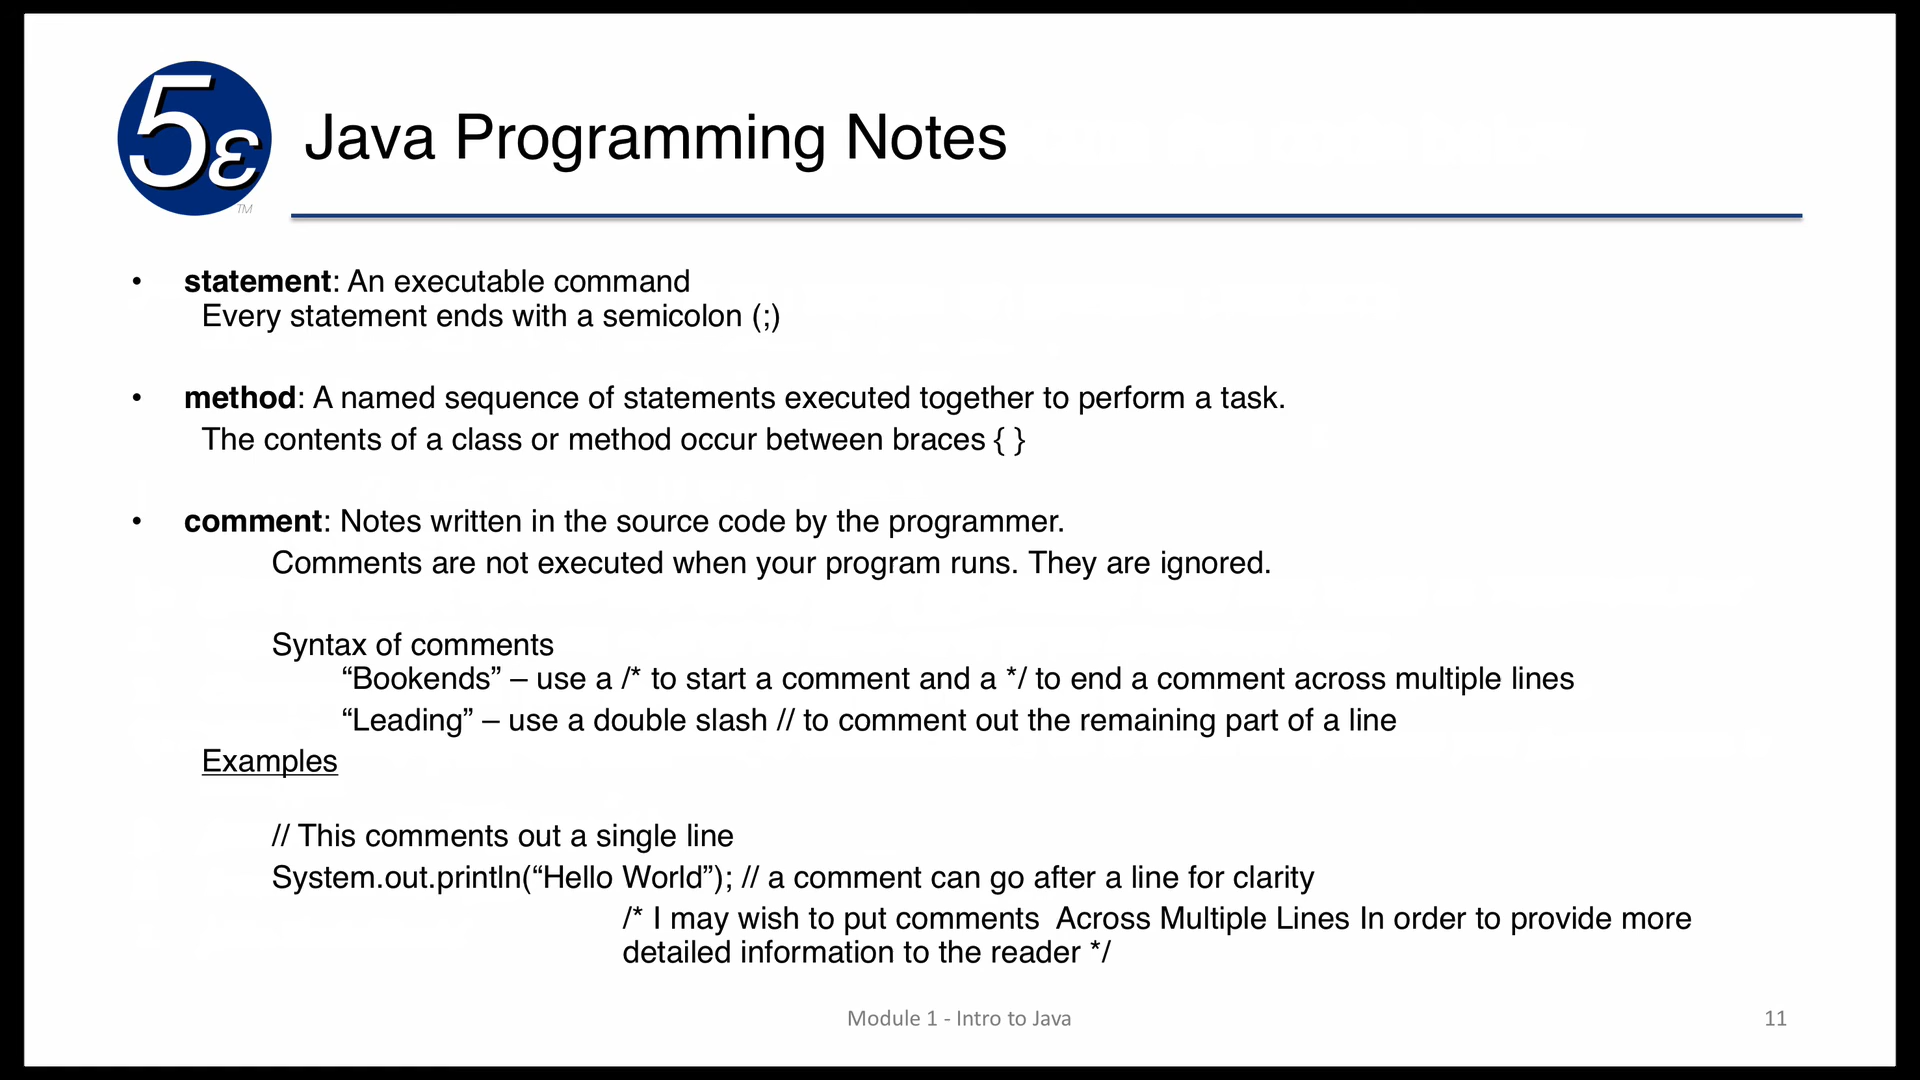 5ε
TM
Java Programming Notes
• statement: An executable command
Every statement ends with a semicolon (;)
• method: A named sequence of statements executed together to perform a task.
The contents of a class or method occur between braces { }
• comment: Notes written in the source code by the programmer.
Comments are not executed when your program runs. They are ignored.
Syntax of comments
“Bookends” – use a /* to start a comment and a */ to end a comment across multiple lines
“Leading” – use a double slash // to comment out the remaining part of a line
Examples
// This comments out a single line
System.out.println(“Hello World”); // a comment can go after a line for clarity
/* I may wish to put comments  Across Multiple Lines In order to provide more
detailed information to the reader */
Module 1 - Intro to Java
11